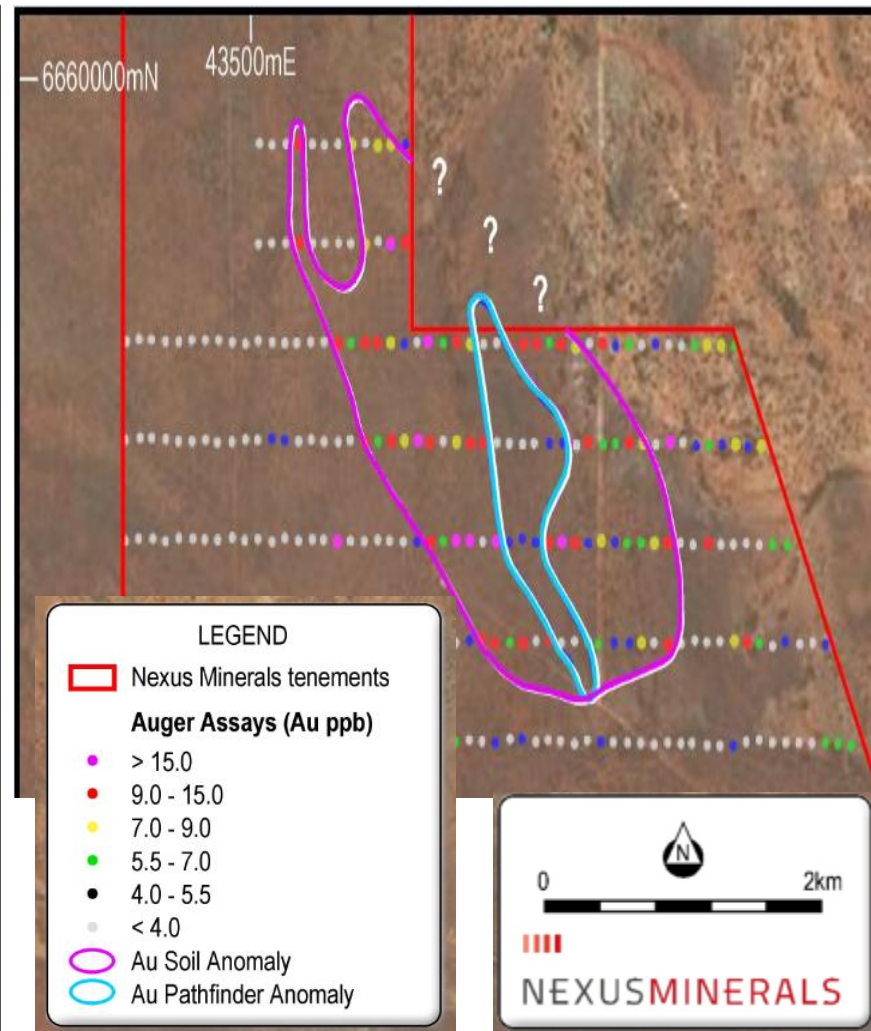 43500mE
6660000mN
?
?
?
LEGEND
Nexus Minerals tenements
Auger Assays (Au ppb)
> 15.0
9.0 - 15.0
7.0 - 9.0
5.5 - 7.0
4.0 - 5.5
< 4.0
Au Soil Anomaly
Au Pathfinder Anomaly
N
0 2km
NEXUSMINERALS